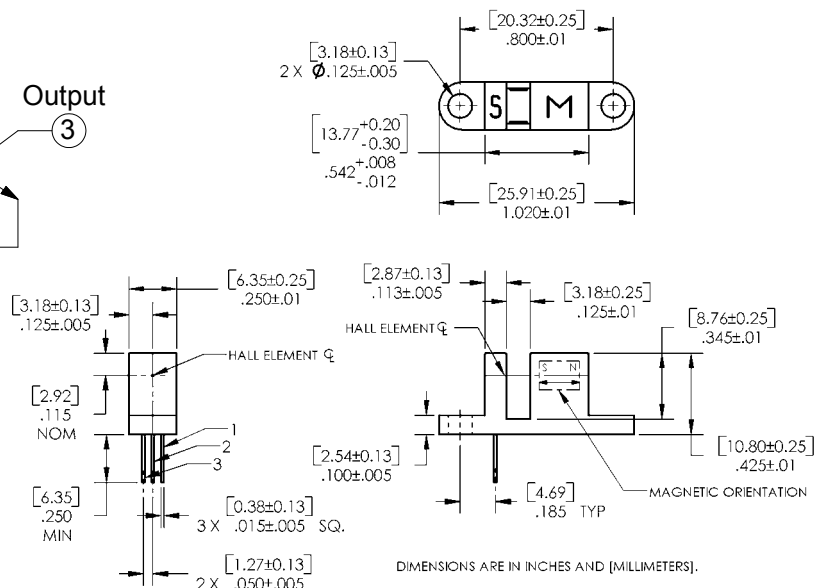 [20.32±0.25]
.800±.01
[3.18±0.13]
2 X Ø.125±.005
Output
3
S M
[13.77+0.20 -0.30]
.542+.008 -.012
[25.91±0.25]
1.020±.01
[6.35±0.25]
.250±.01
[3.18±0.13]
.125±.005
HALL ELEMENT ℄
[2.92]
.115
NOM
1
2
3
[6.35]
.250
MIN
[0.38±0.13]
3 X .015±.005 SQ.
[1.27±0.13]
2 X .050±.005
[2.87±0.13]
.113±.005
[3.18±0.25]
.125±.01
HALL ELEMENT ℄
[8.76±0.25]
.345±.01
S N
[2.54±0.13]
.100±.005
[10.80±0.25]
.425±.01
[4.69]
.185 TYP
MAGNETIC ORIENTATION
DIMENSIONS ARE IN INCHES AND [MILLIMETERS].